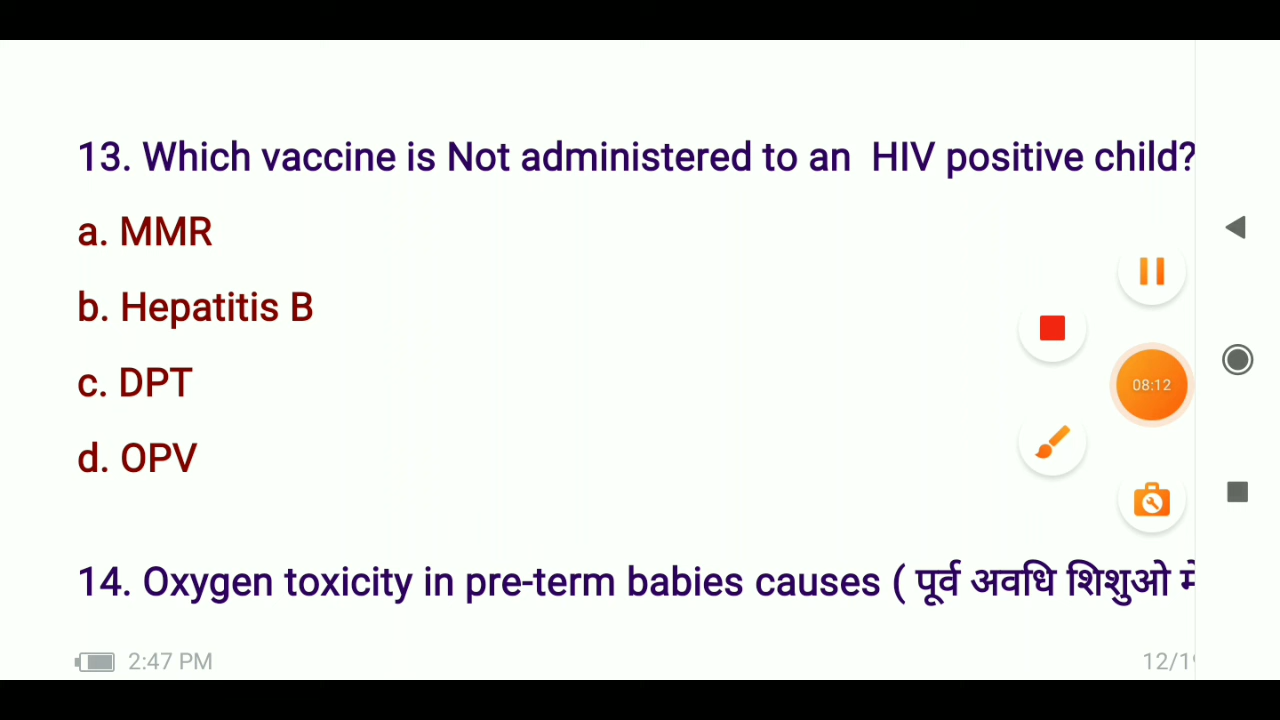 13. Which vaccine is Not administered to an HIV positive child?
a. MMR
b. Hepatitis B
c. DPT
d. OPV
08:12
14. Oxygen toxicity in pre-term babies causes ( पूर्व अवधि शिशुओ मे
2:47 PM